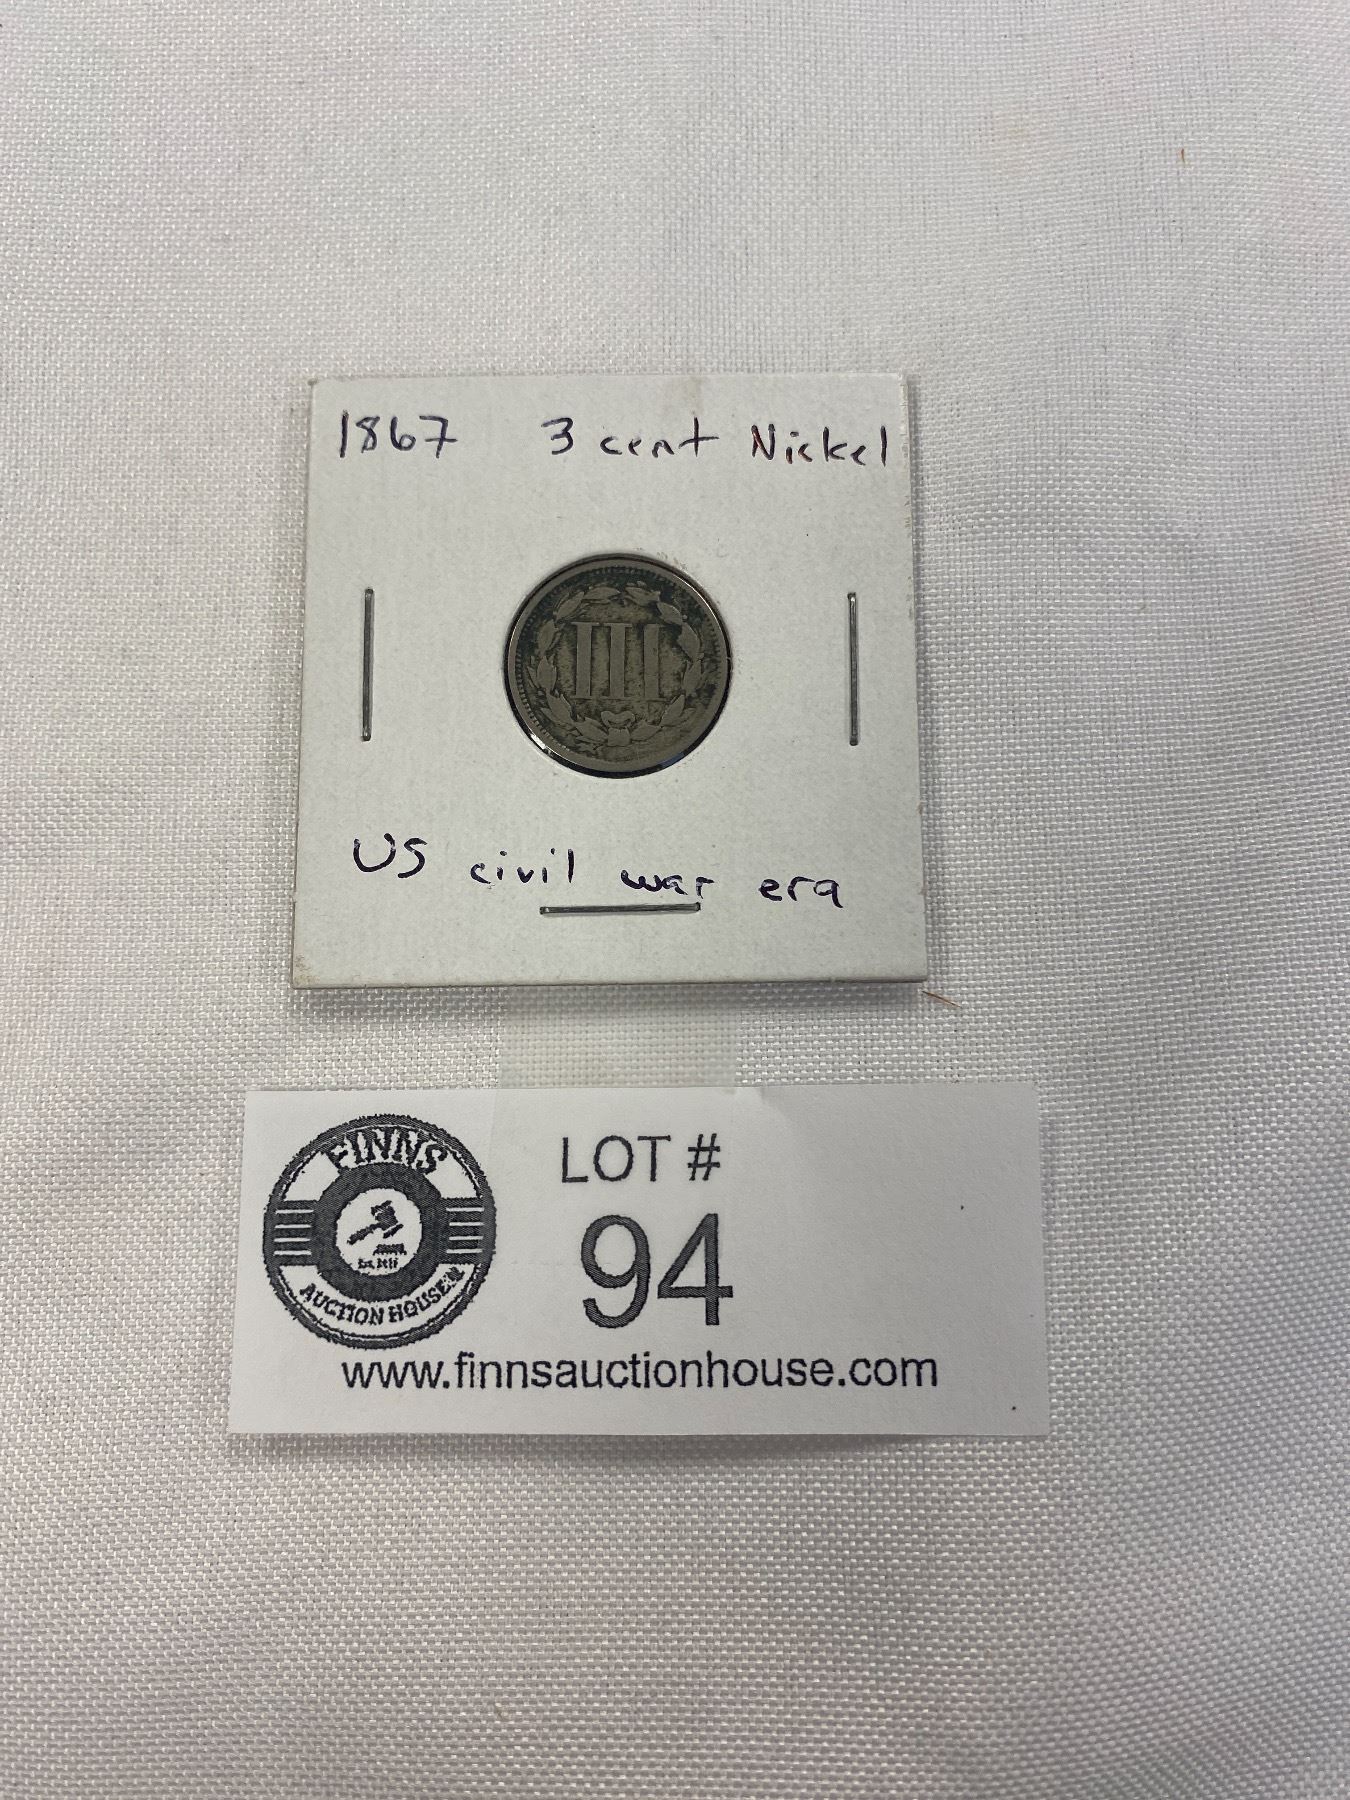 1867 3 cent Nickel
III
US civil war era
FINNS
AUCTION HOUSE
LOT #
94
www.finnsauctionhouse.com